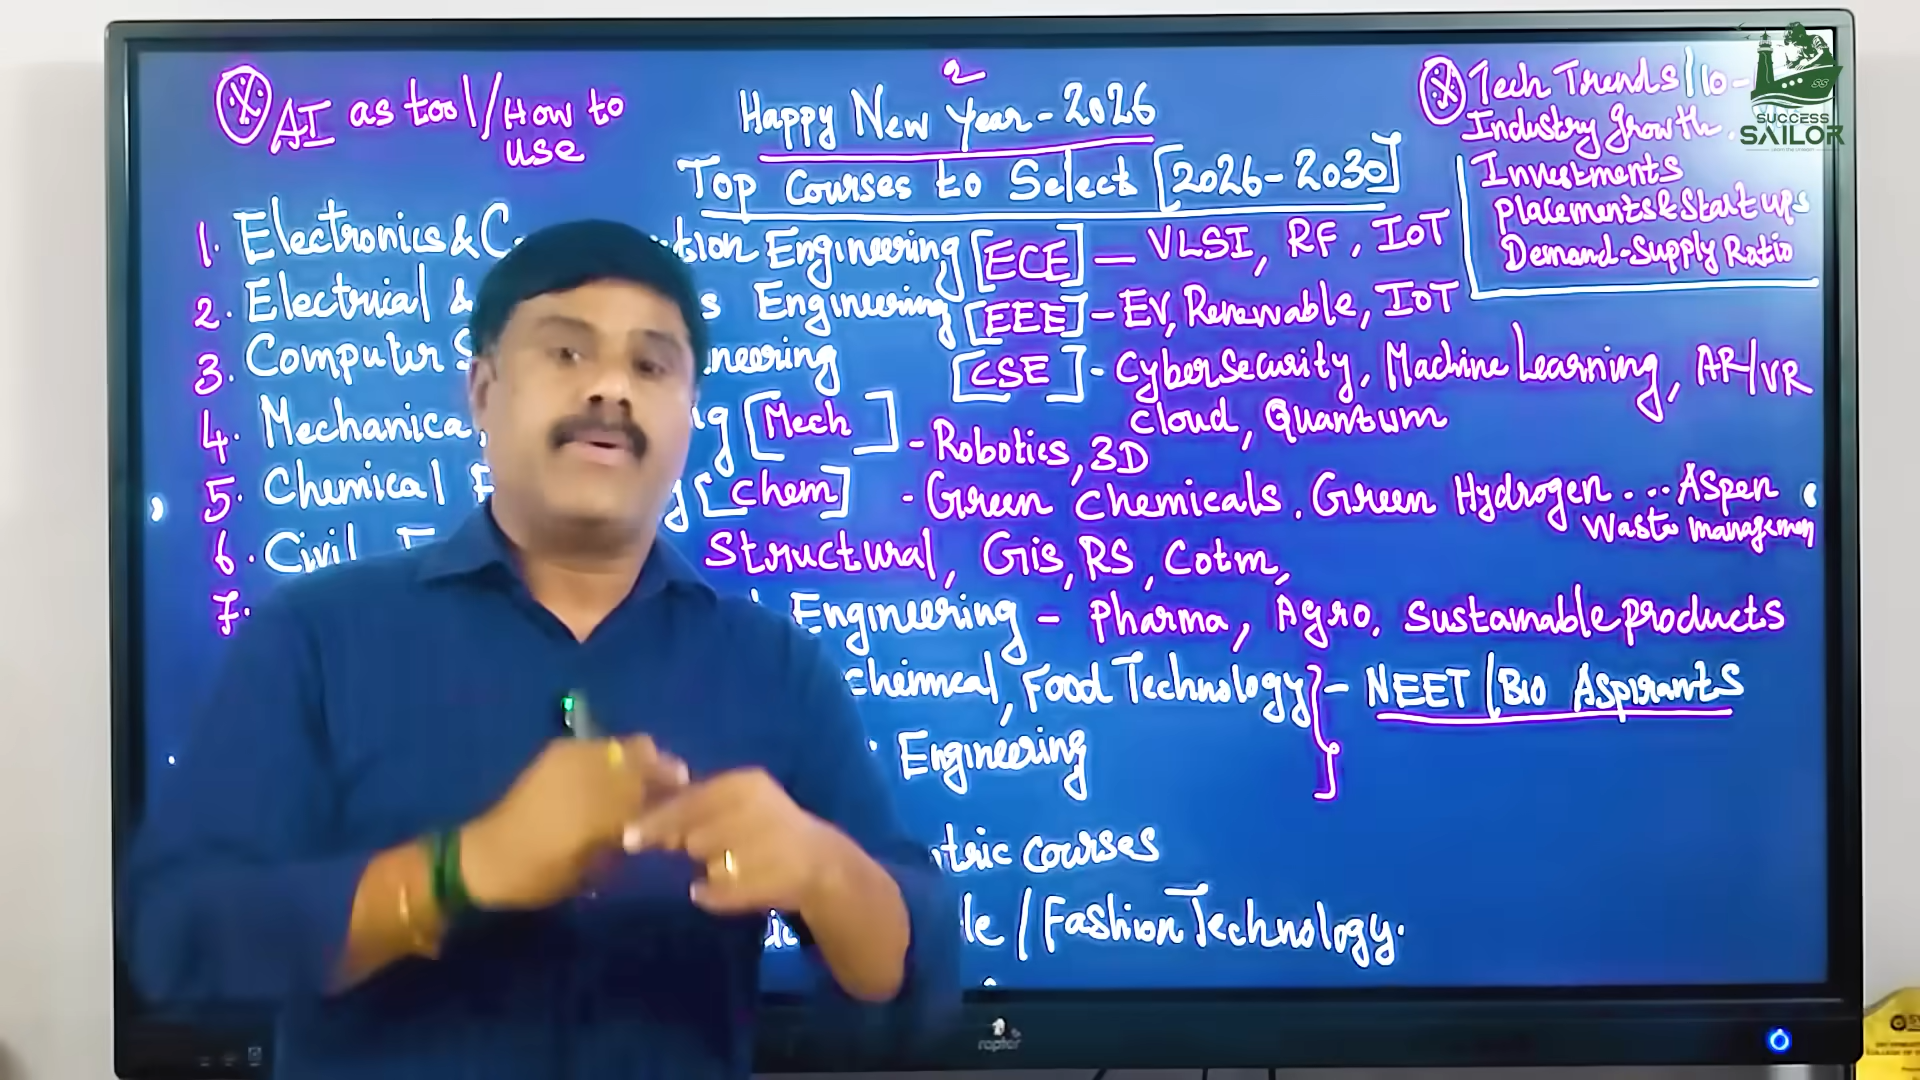 AI as tool/How to
use
Happy New Year-2026
Top Courses to Select [2026-2030]
Tech Trends/10-
Industry Growth.
Investments
Placements&Startups
Demand-Supply Ratio
SUCCESS
SAILOR
1. Electronics&C tion Engineering [ECE] — VLSI, RF, IoT
2. Electrical & s Engineering [EEE] - EV, Renewable, IoT
3. Computer S neering [CSE] - CyberSecurity, Machine Learning, AR/VR
Cloud, Quantum
4. Mechanica g [Mech] - Robotics, 3D
5. Chemical E g [Chem] - Green Chemicals. Green Hydrogen... Aspen
Waste managemen
6. Civil E Structural, Gis, RS, Cotm,
7. Engineering - Pharma, Agro. Sustainable products
chemical, Food Technology - NEET/Bio Aspirants
Engineering
tric courses
le/Fashion Technology.
raptor